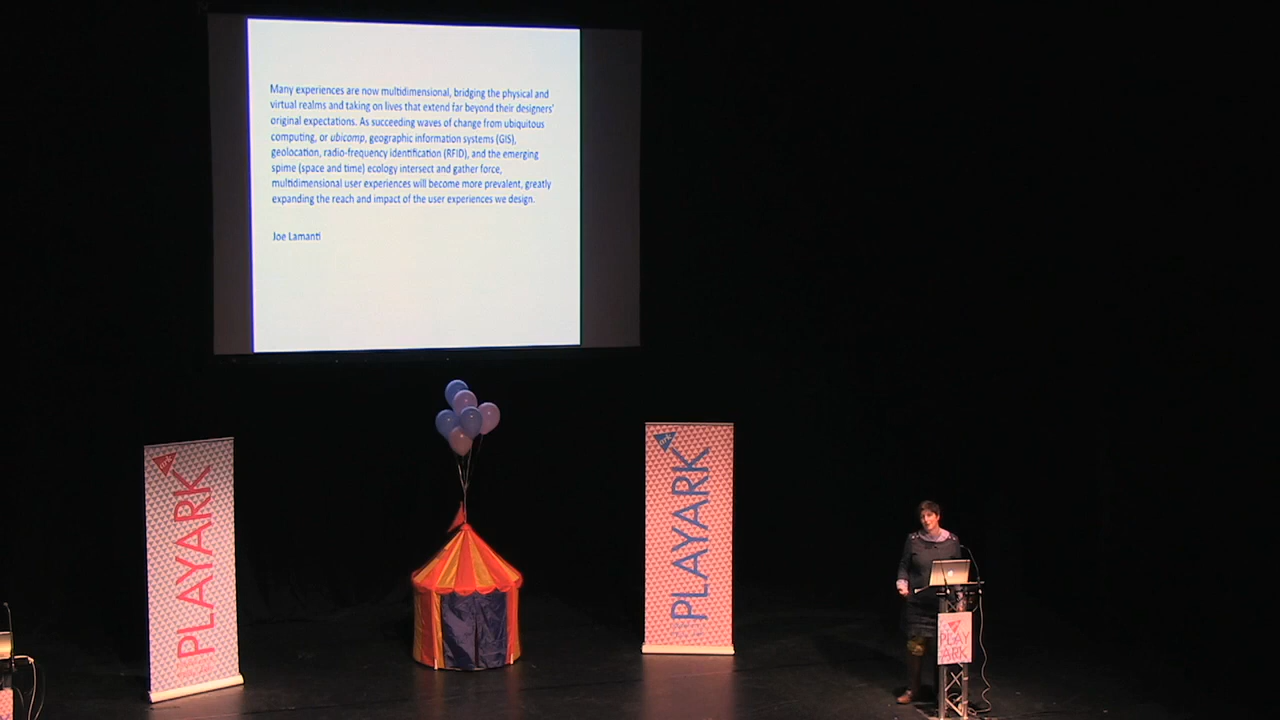 Many experiences are now multidimensional, bridging the physical and
virtual realms and taking on lives that extend far beyond their designers'
original expectations. As succeeding waves of change from ubiquitous
computing, or ubicomp, geographic information systems (GIS),
geolocation, radio-frequency identification (RFID), and the emerging
spime (space and time) ecology intersect and gather force,
multidimensional user experiences will become more prevalent, greatly
expanding the reach and impact of the user experiences we design.
Joe Lamanti
ark
PLAYARK
ark
PLAYARK
PLAY
ARK